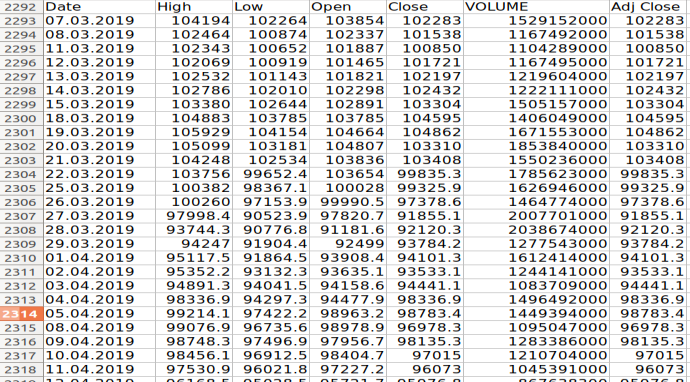 2292 Date High Low Open Close VOLUME Adj Close
2293 07.03.2019 104194 102264 103854 102283 1529152000 102283
2294 08.03.2019 102464 100874 102337 101538 1167492000 101538
2295 11.03.2019 102343 100652 101887 100850 1104289000 100850
2296 12.03.2019 102069 100919 101465 101721 1167495000 101721
2297 13.03.2019 102532 101143 101821 102197 1219604000 102197
2298 14.03.2019 102786 102010 102298 102432 1222111000 102432
2299 15.03.2019 103380 102644 102891 103304 1505157000 103304
2300 18.03.2019 104883 103785 103785 104595 1406049000 104595
2301 19.03.2019 105929 104154 104664 104862 1671553000 104862
2302 20.03.2019 105099 103181 104807 103310 1853840000 103310
2303 21.03.2019 104248 102534 103836 103408 1550236000 103408
2304 22.03.2019 103756 99652.4 103654 99835.3 1785623000 99835.3
2305 25.03.2019 100382 98367.1 100028 99325.9 1626946000 99325.9
2306 26.03.2019 100260 97153.9 99990.5 97378.6 1464774000 97378.6
2307 27.03.2019 97998.4 90523.9 97820.7 91855.1 2007701000 91855.1
2308 28.03.2019 93744.3 90776.8 91181.6 92120.3 2038674000 92120.3
2309 29.03.2019 94247 91904.4 92499 93784.2 1277543000 93784.2
2310 01.04.2019 95117.5 91864.5 93908.4 94101.3 1612414000 94101.3
2311 02.04.2019 95352.2 93132.3 93635.1 93533.1 1244141000 93533.1
2312 03.04.2019 94891.3 94041.5 94158.6 94441.1 1083709000 94441.1
2313 04.04.2019 98336.9 94297.3 94477.9 98336.9 1496492000 98336.9
2314 05.04.2019 99214.1 97422.2 98963.2 98783.4 1449394000 98783.4
2315 08.04.2019 99076.9 96735.6 98978.9 96978.3 1095047000 96978.3
2316 09.04.2019 98748.3 97496.9 97956.7 98135.3 1283386000 98135.3
2317 10.04.2019 98456.1 96912.5 98404.7 97015 1210704000 97015
2318 11.04.2019 97530.9 96021.8 97227.2 96073 1045391000 96073